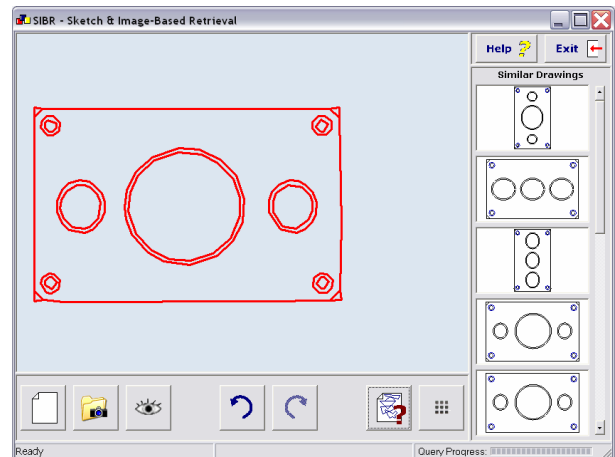 SIBR - Sketch & Image-Based Retrieval
Help
Exit
Similar Drawings
Ready
Query Progress: